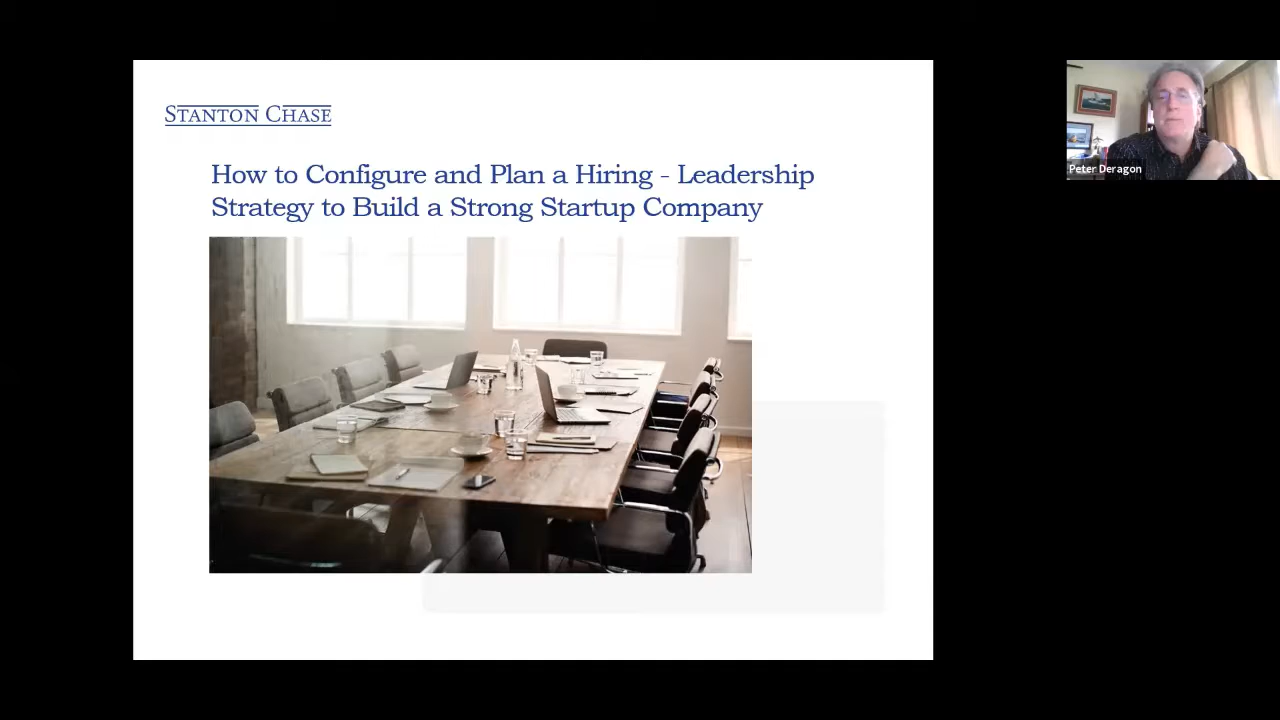 STANTON CHASE
How to Configure and Plan a Hiring - Leadership
Strategy to Build a Strong Startup Company
Peter Deragon